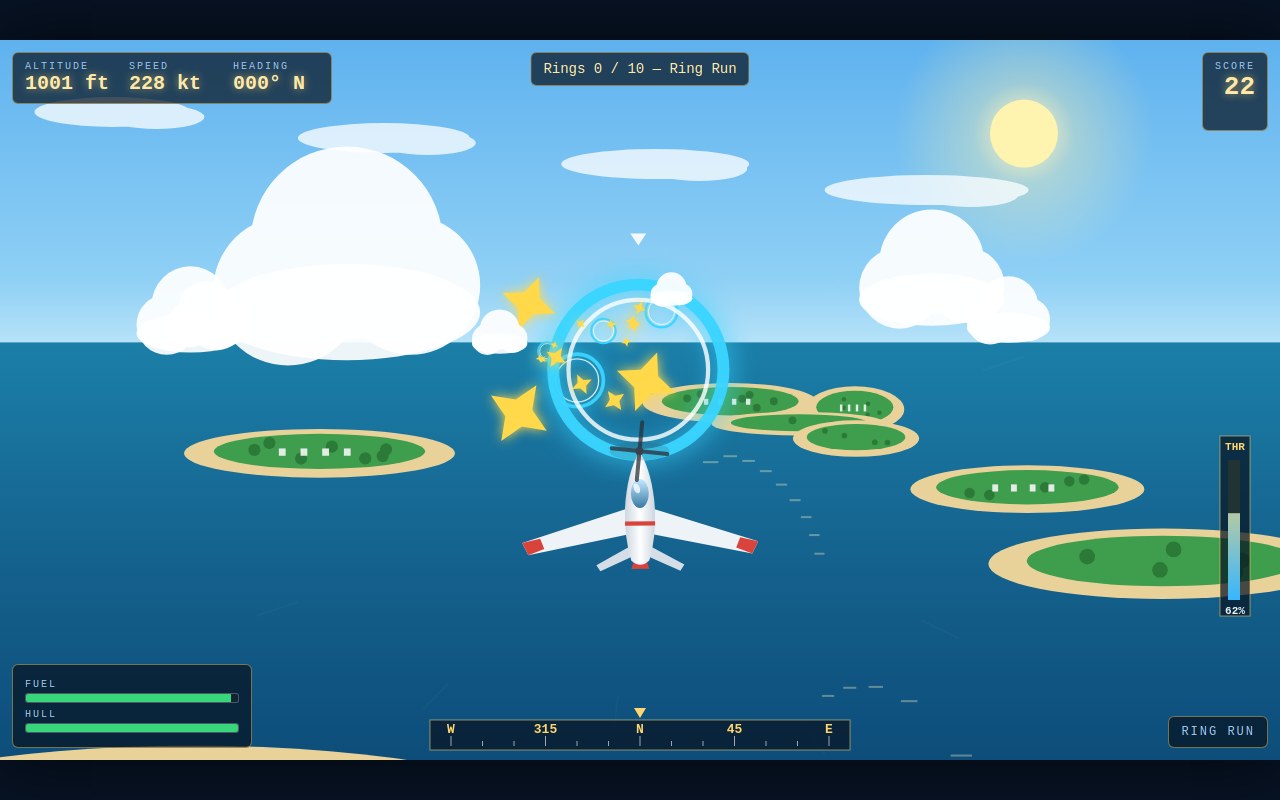 ALTITUDE SPEED HEADING
1001 ft 228 kt 000° N
Rings 0 / 10 — Ring Run
SCORE
22
THR
62%
FUEL
HULL
W 315 N 45 E
RING RUN